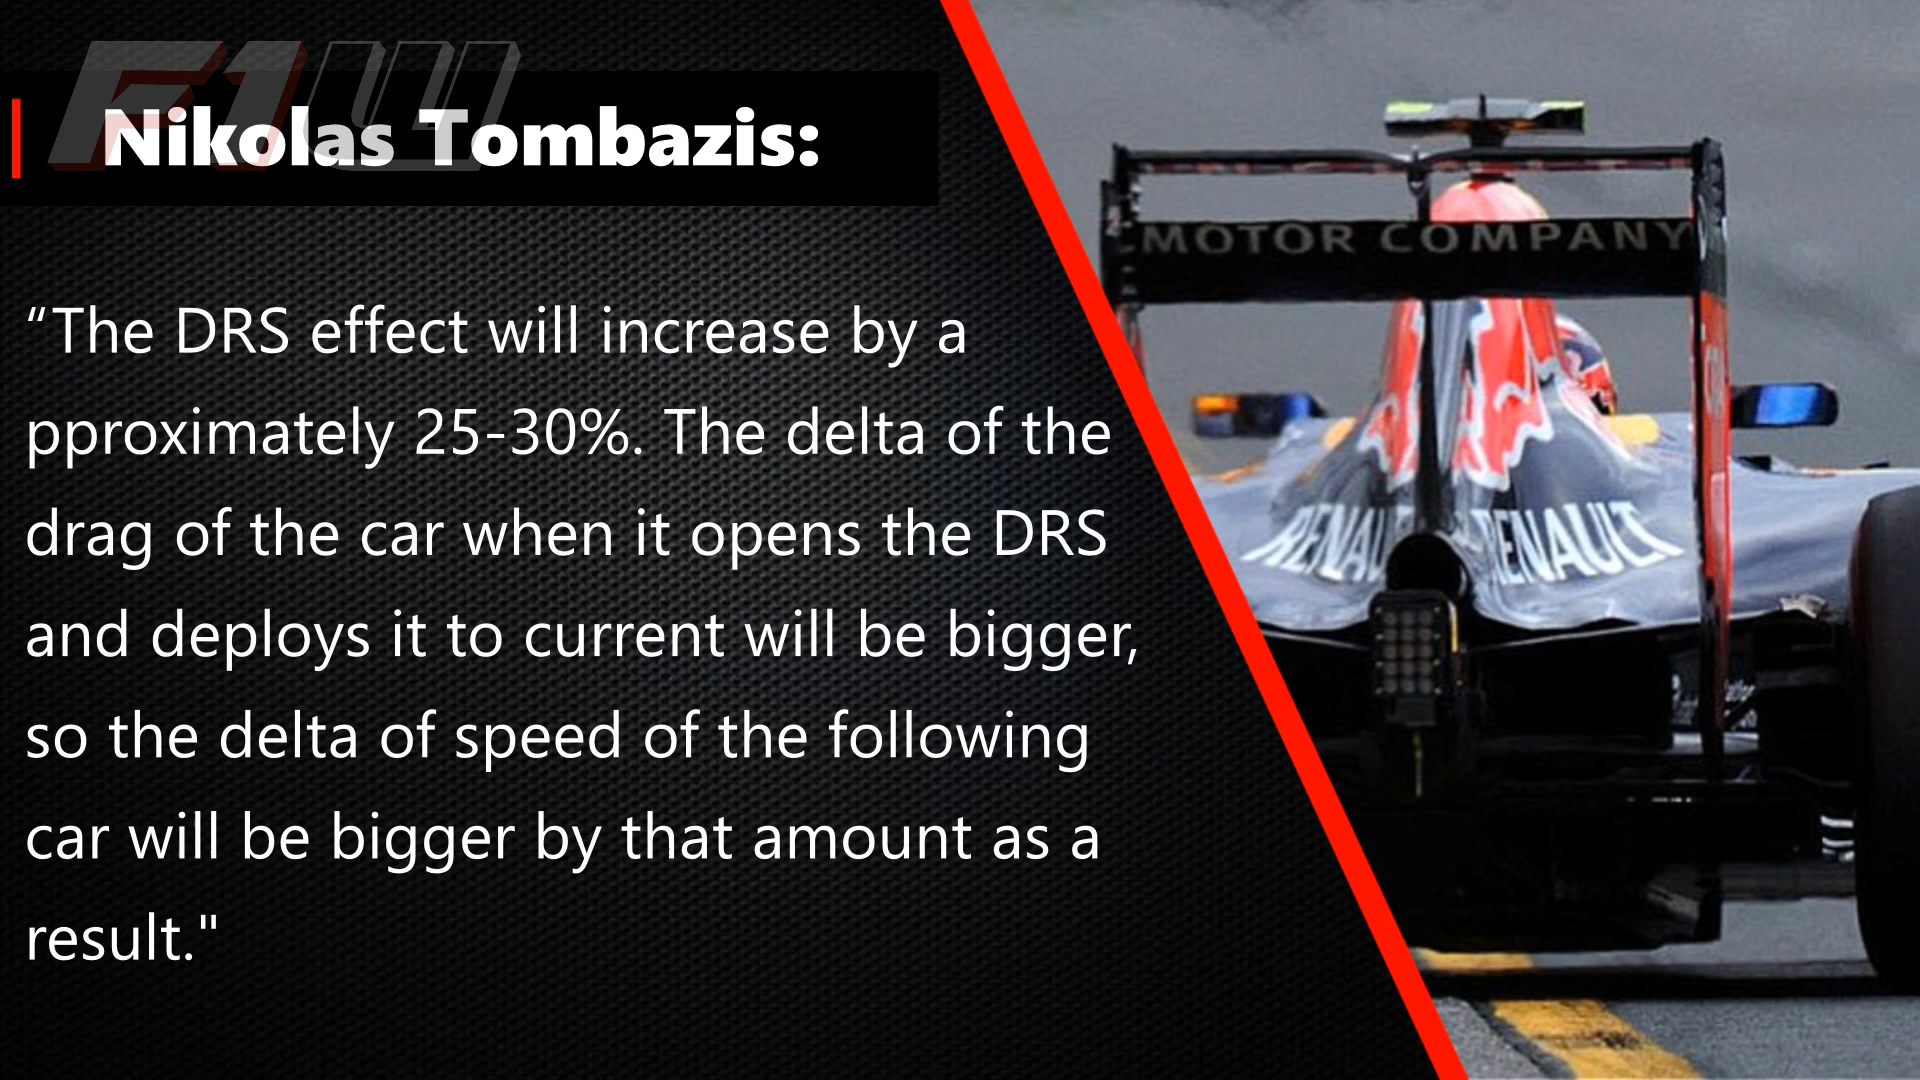 F1W
Nikolas Tombazis:
“The DRS effect will increase by a
pproximately 25-30%. The delta of the
drag of the car when it opens the DRS
and deploys it to current will be bigger,
so the delta of speed of the following
car will be bigger by that amount as a
result."
MOTOR COMPANY
RENAULT RENAULT